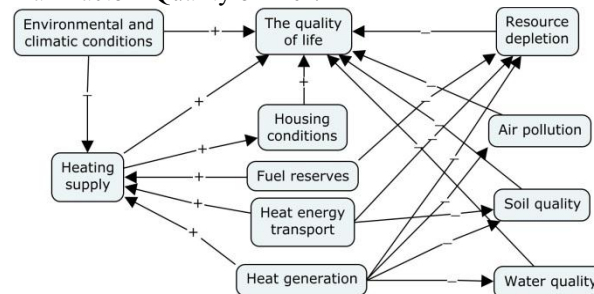 Environmental and
climatic conditions
The quality
of life
Resource
depletion
Housing
conditions
Air pollution
Heating
supply
Fuel reserves
Heat energy
transport
Soil quality
Heat generation
Water quality
+
−
−
+
+
+
−
+
−
−
+
−
−
−
+
−
−
−
−
−